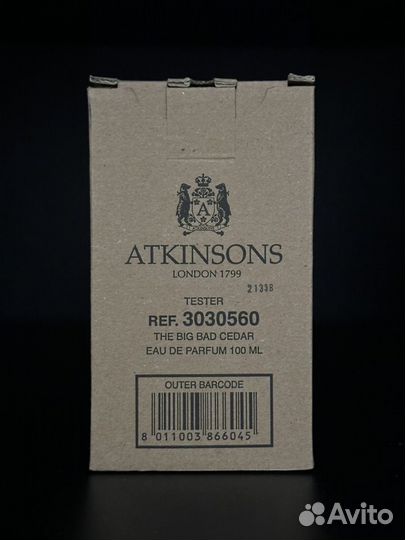 A
ATKINSONS
LONDON 1799
21338
TESTER
REF. 3030560
THE BIG BAD CEDAR
EAU DE PARFUM 100 ML
OUTER BARCODE
8 011003 866045
Avito